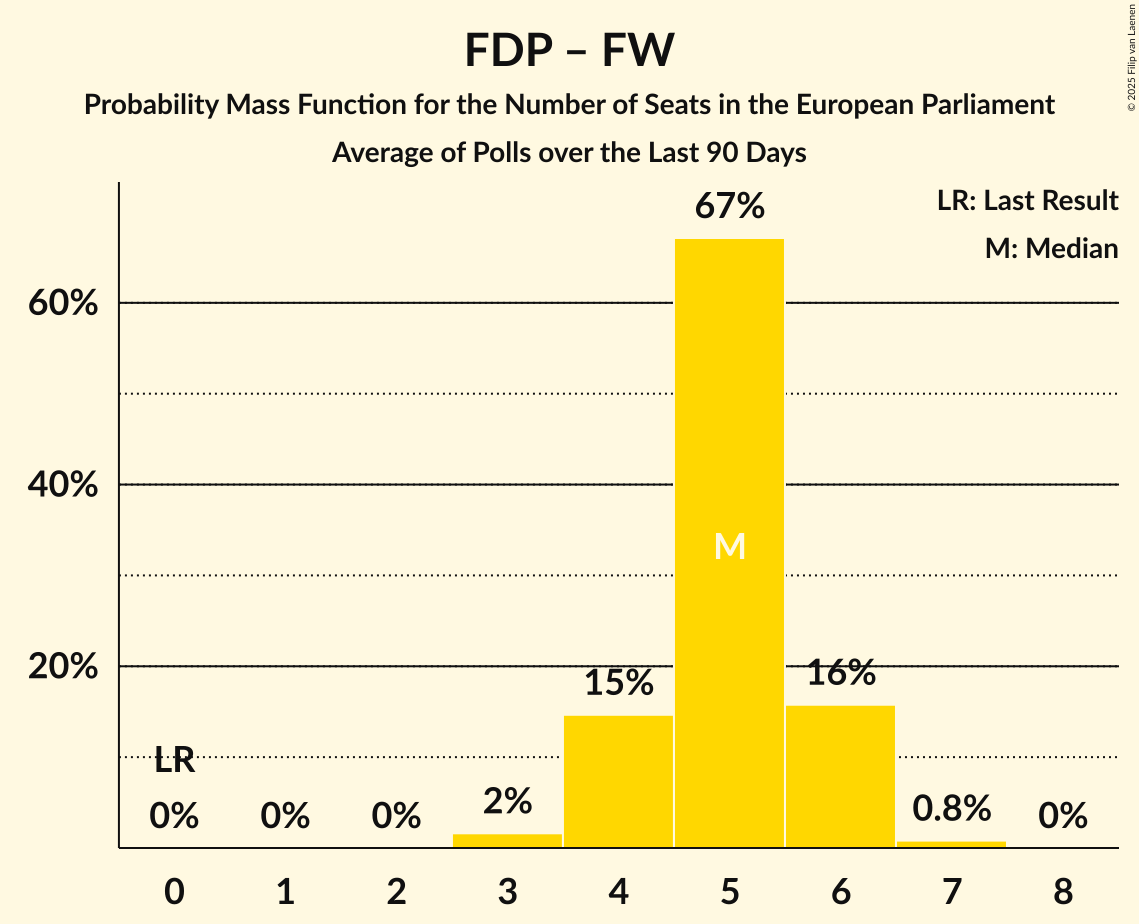 FDP – FW
Probability Mass Function for the Number of Seats in the European Parliament
Average of Polls over the Last 90 Days
© 2025 Filip van Laenen
LR: Last Result
M: Median
60%
40%
20%
67%
M
15%
16%
LR
0%
0%
0%
2%
0.8%
0%
0
1
2
3
4
5
6
7
8